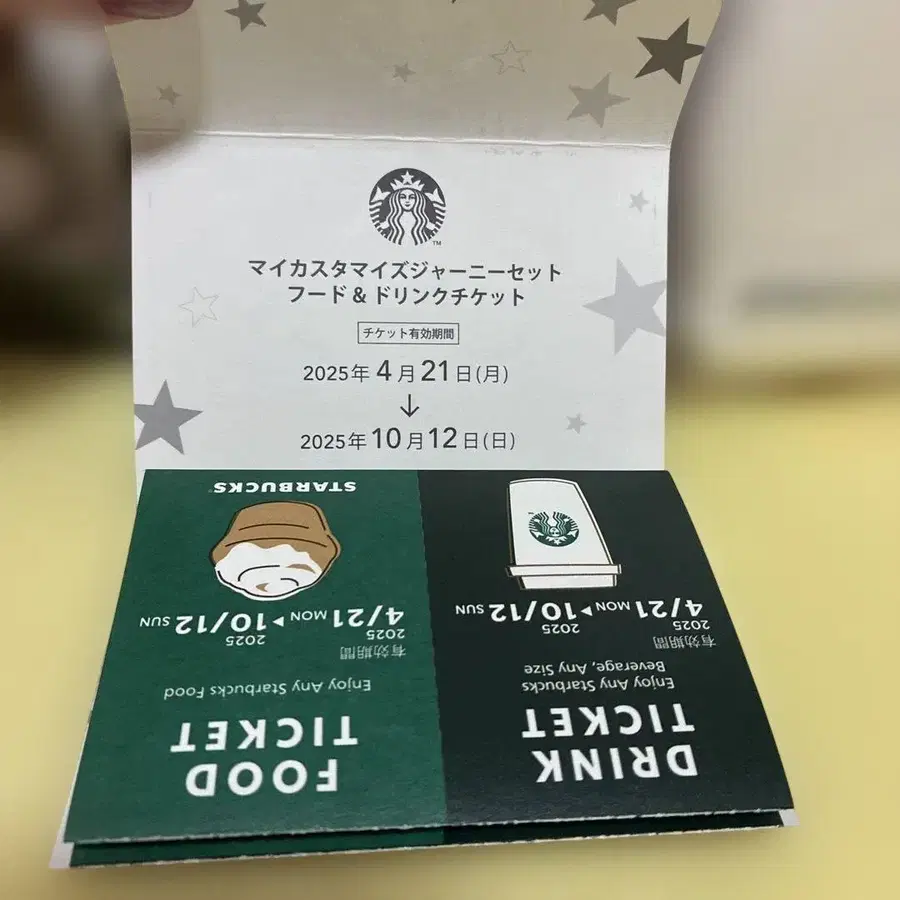 マイカスタマイズジャーニーセット
フード & ドリンクチケット
チケット有効期間
2025年 4月21日(月)
↓
2025年10月12日(日)
FOOD
TICKET
Enjoy Any Starbucks Food
有効期間
2025 2025
4/21 MON ▶ 10/12 SUN
STARBUCKS
DRINK
TICKET
Enjoy Any Starbucks
Beverage, Any Size
有効期間
2025 2025
4/21 MON ▶ 10/12 SUN